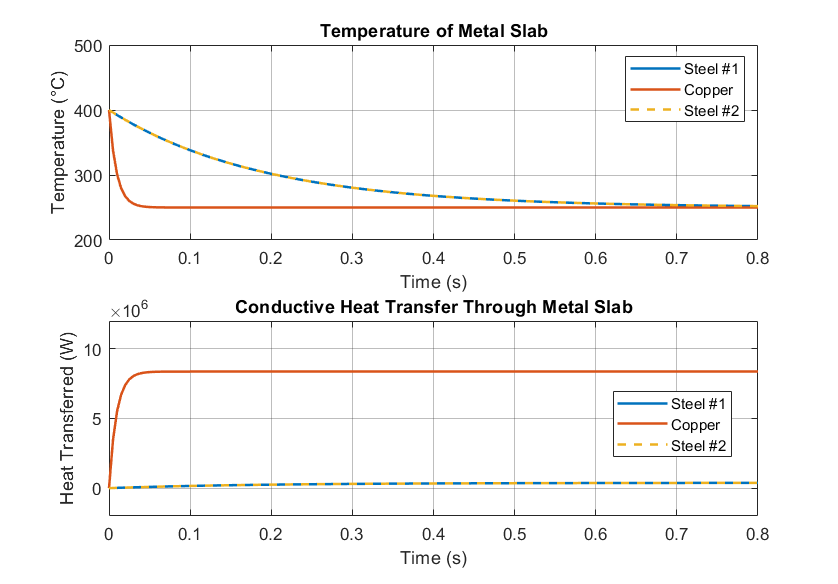 Temperature of Metal Slab
500
400
300
200
Temperature (°C)
Steel #1
Copper
Steel #2
0 0.1 0.2 0.3 0.4 0.5 0.6 0.7 0.8
Time (s)
×10⁶
Conductive Heat Transfer Through Metal Slab
10
5
0
Heat Transferred (W)
Steel #1
Copper
Steel #2
0 0.1 0.2 0.3 0.4 0.5 0.6 0.7 0.8
Time (s)